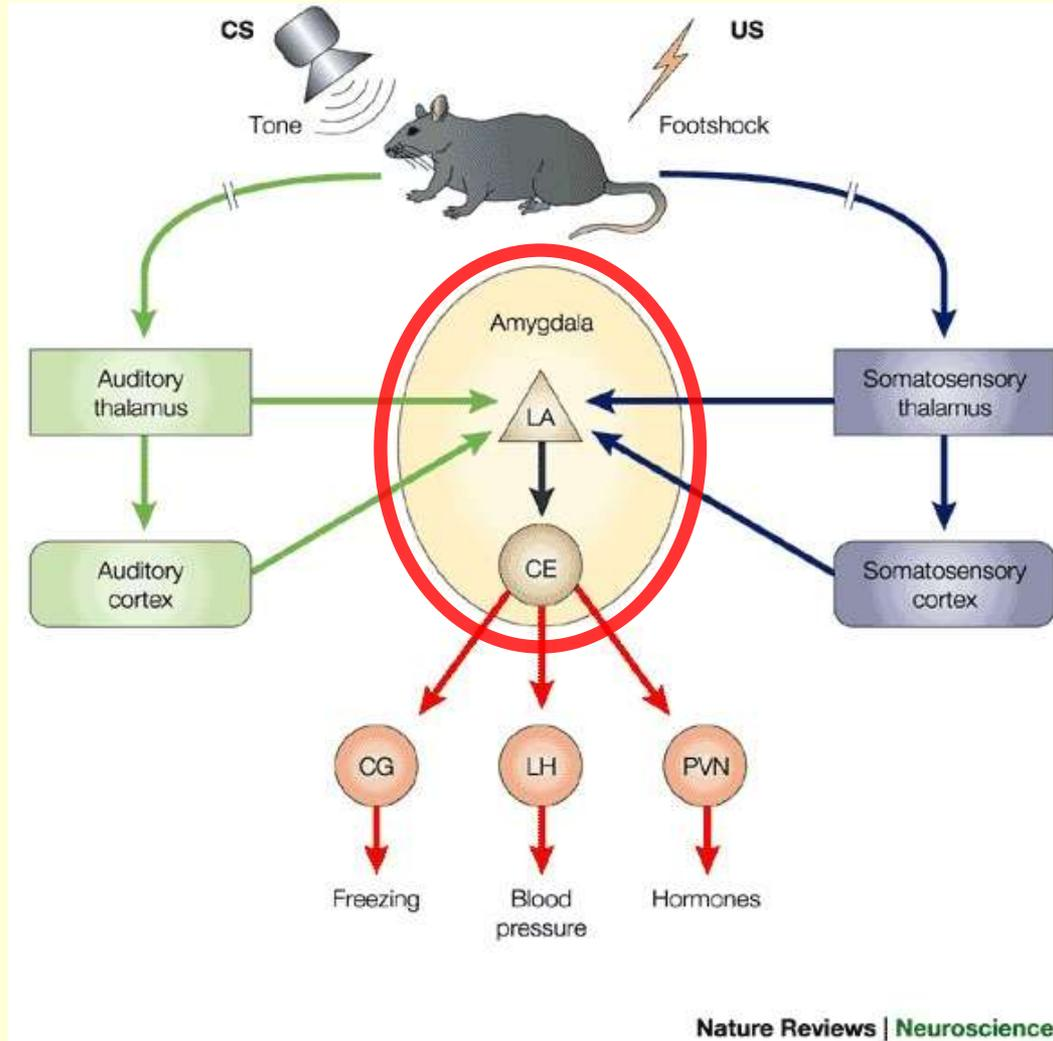 CS
US
Tone
Footshock
Amygdala
Auditory
thalamus
LA
Somatosensory
thalamus
Auditory
cortex
CE
Somatosensory
cortex
CG
LH
PVN
Freezing
Blood
pressure
Hormones
Nature Reviews | Neuroscience